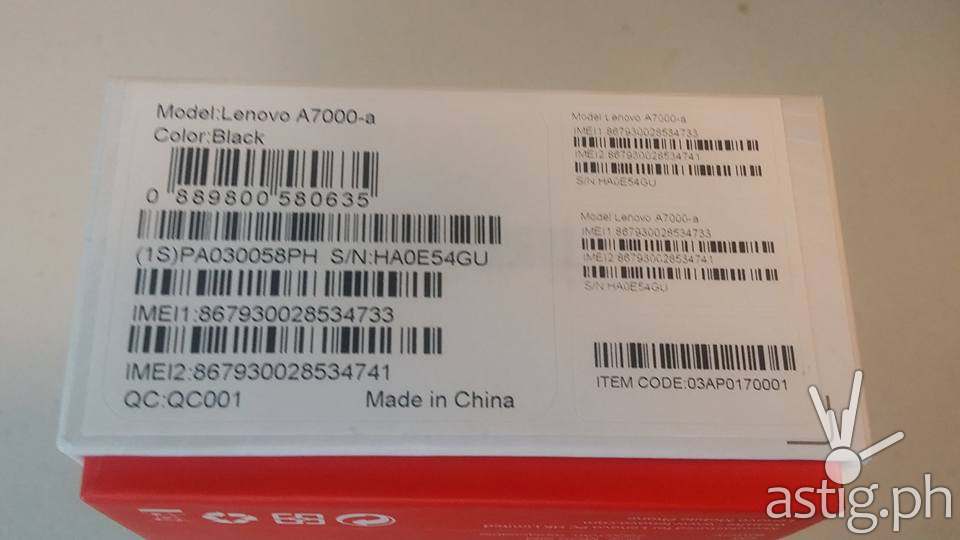 Model:Lenovo A7000-a
Color:Black
0 889800 580635
(1S)PA030058PH S/N:HA0E54GU
IMEI1:867930028534733
IMEI2:867930028534741
QC:QC001 Made in China
Model Lenovo A7000-a
IMEI1:867930028534733
IMEI2:867930028534741
S/N:HA0E54GU
Model Lenovo A7000-a
IMEI1:867930028534733
IMEI2:867930028534741
S/N:HA0E54GU
ITEM CODE:03AP0170001
astig.ph